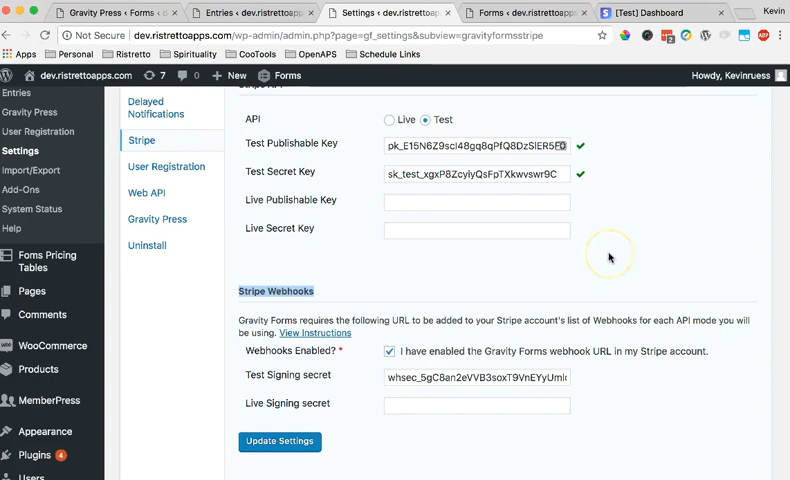 Gravity Press < Forms < d
Entries < dev.ristrettoapp
Settings < dev.ristrettoap
Forms < dev.ristrettoapps
[Test] Dashboard
Kevin
Not Secure | dev.ristrettoapps.com/wp-admin/admin.php?page=gf_settings&subview=gravityformsstripe
Apps
Personal
Ristretto
Spirituality
CooTools
OpenAPS
Schedule Links
dev.ristrettoapps.com
7
0
+ New
Forms
Howdy, Kevinruess
Entries
Gravity Press
User Registration
Settings
Import/Export
Add-Ons
System Status
Help
Foms Pricing
Tables
Pages
Comments
WooCommerce
Products
MemberPress
Appearance
Plugins 4
Users
Delayed
Notifications
Stripe
User Registration
Web API
Gravity Press
Uninstall
Stripe API
API
Live
Test
Test Publishable Key
Test Secret Key
Live Publishable Key
Live Secret Key
Stripe Webhooks
Gravity Forms requires the following URL to be added to your Stripe account's list of Webhooks for each API mode you will
be using. View Instructions
Webhooks Enabled? *
I have enabled the Gravity Forms webhook URL in my Stripe account.
Test Signing secret
Live Signing secret
Update Settings